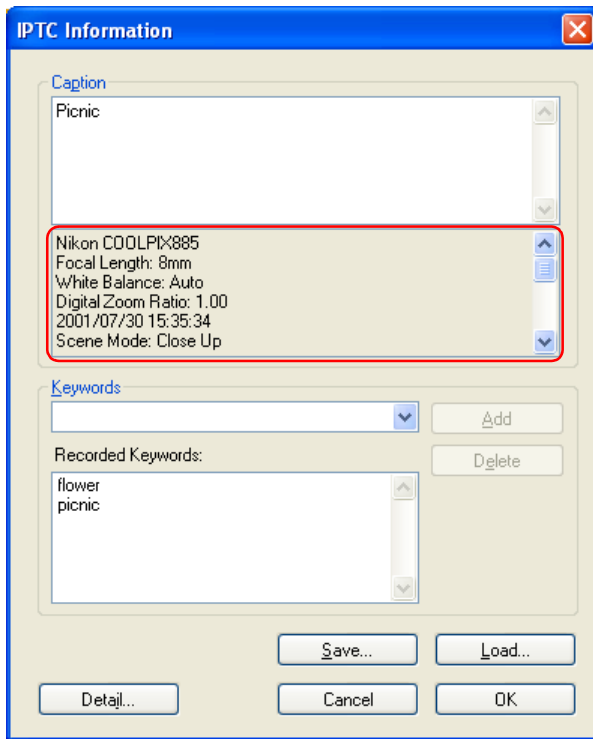 IPTC Information
Caption
Picnic
Nikon COOLPIX885
Focal Length: 8mm
White Balance: Auto
Digital Zoom Ratio: 1.00
2001/07/30 15:35:34
Scene Mode: Close Up
Keywords
Add
Recorded Keywords:
Delete
flower
picnic
Save...
Load...
Detail...
Cancel
OK